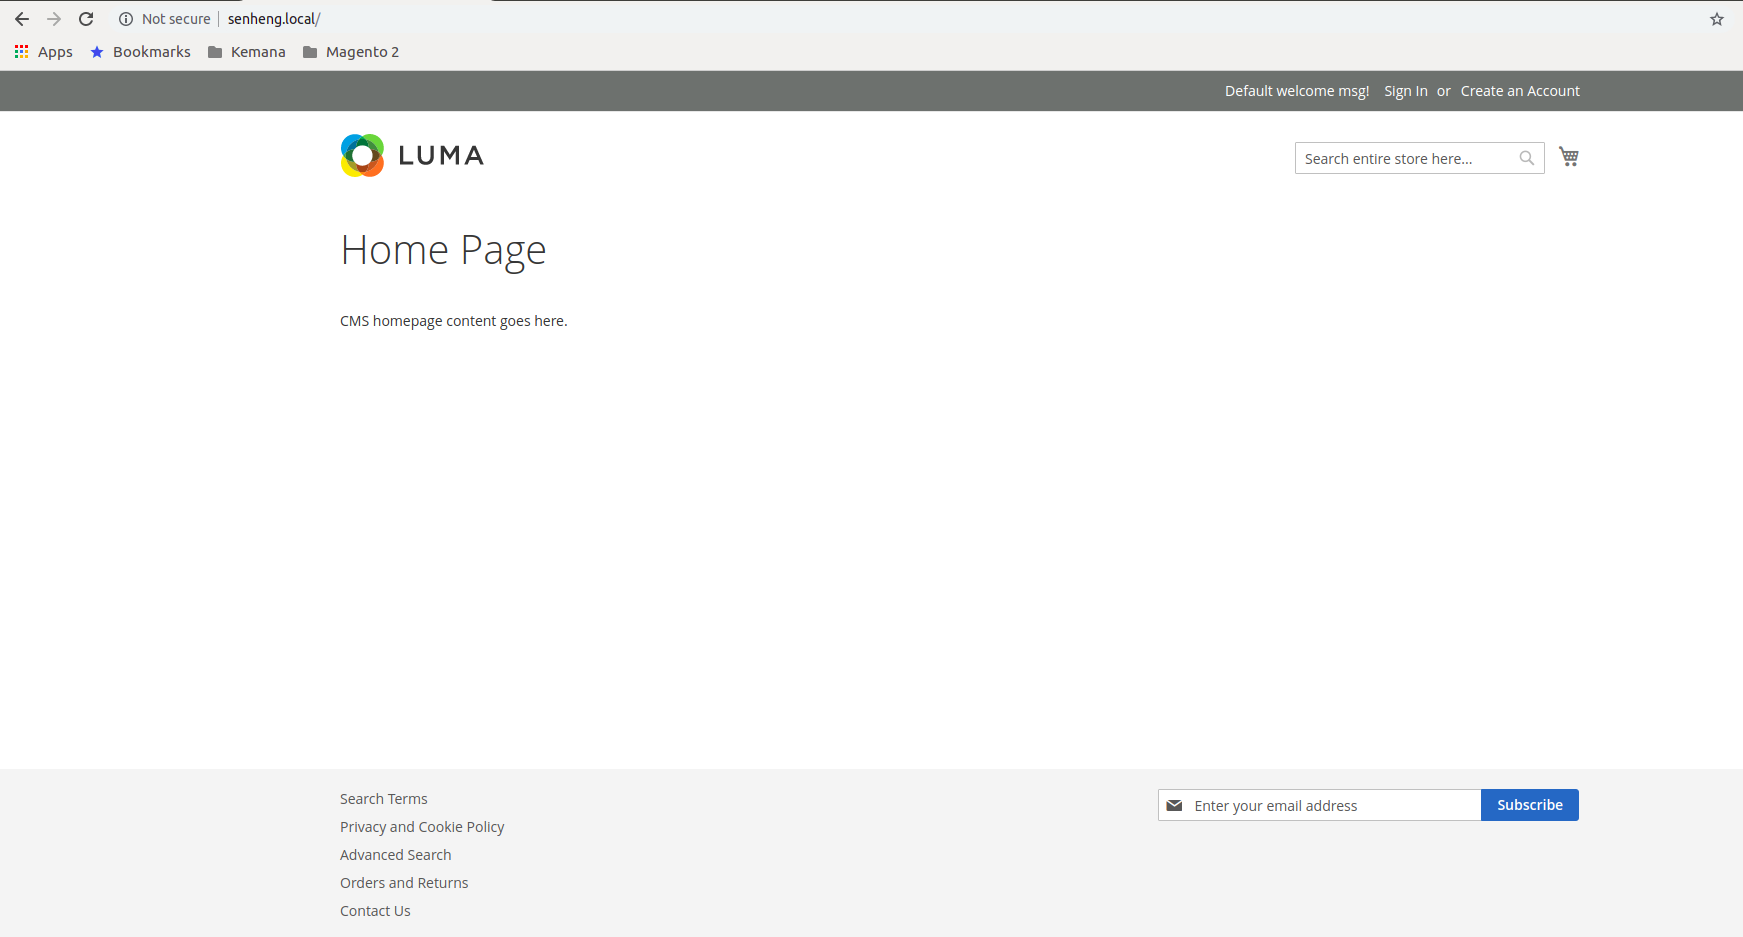 Not secure | senheng.local/
Apps Bookmarks Kemana Magento 2
Default welcome msg! Sign In or Create an Account
LUMA
Search entire store here...
Home Page
CMS homepage content goes here.
Search Terms
Privacy and Cookie Policy
Advanced Search
Orders and Returns
Contact Us
Enter your email address
Subscribe